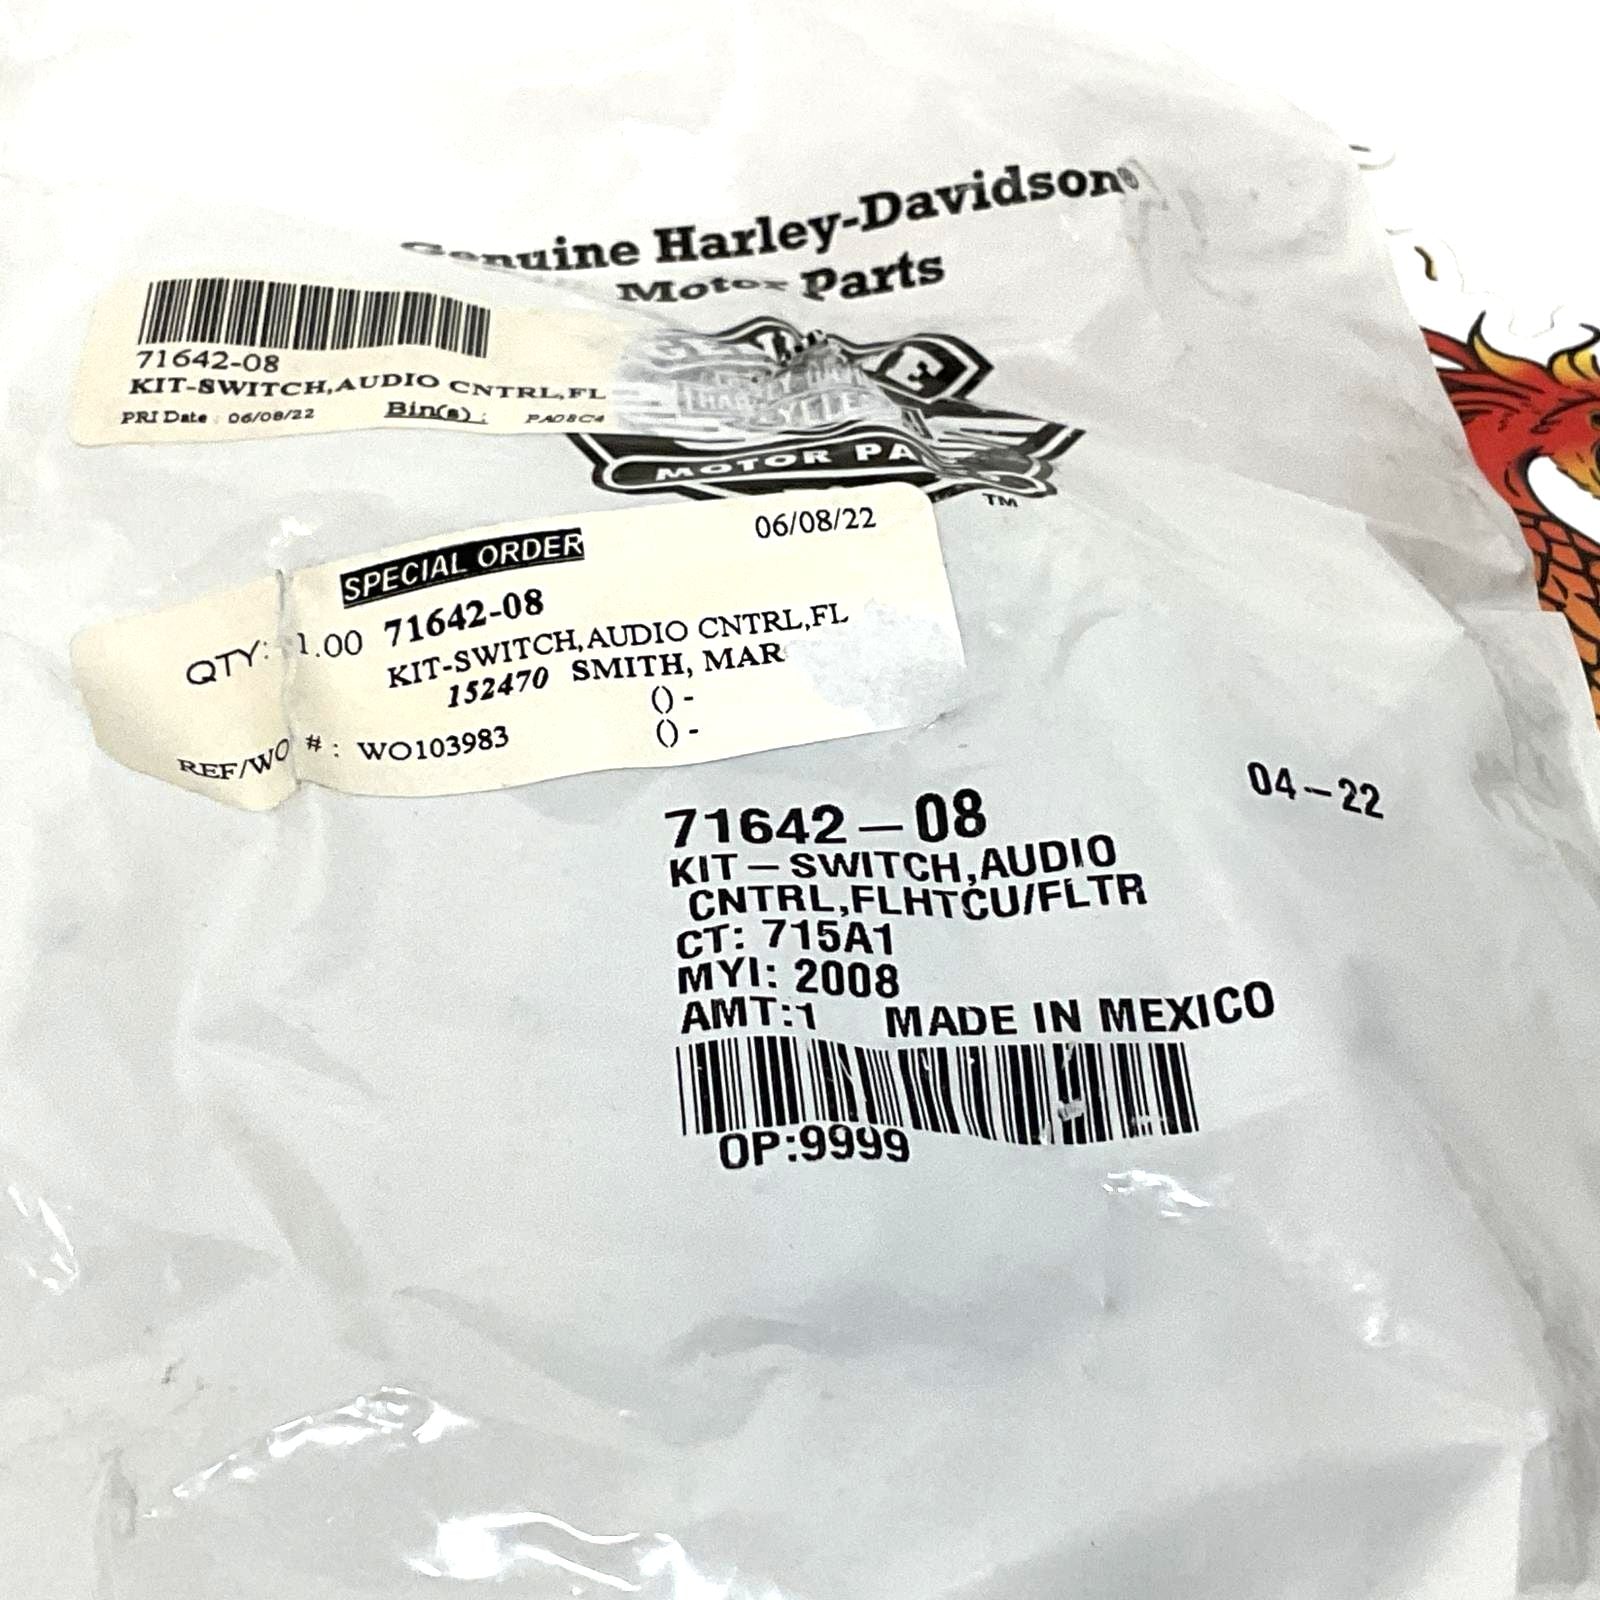 Genuine Harley-Davidson®
Motor Parts
71642-08
KIT-SWITCH,AUDIO CNTRL,FL
PRI Date : 06/08/22 Bin(s) : PA08C4
MOTOR PA
TM
SPECIAL ORDER 06/08/22
QTY: 1.00 71642-08
KIT-SWITCH,AUDIO CNTRL,FL
152470 SMITH, MAR
() -
REF/WO # : WO103983 () -
04-22
71642-08
KIT-SWITCH,AUDIO
CNTRL,FLHTCU/FLTR
CT: 715A1
MYI: 2008
AMT:1 MADE IN MEXICO
OP:9999